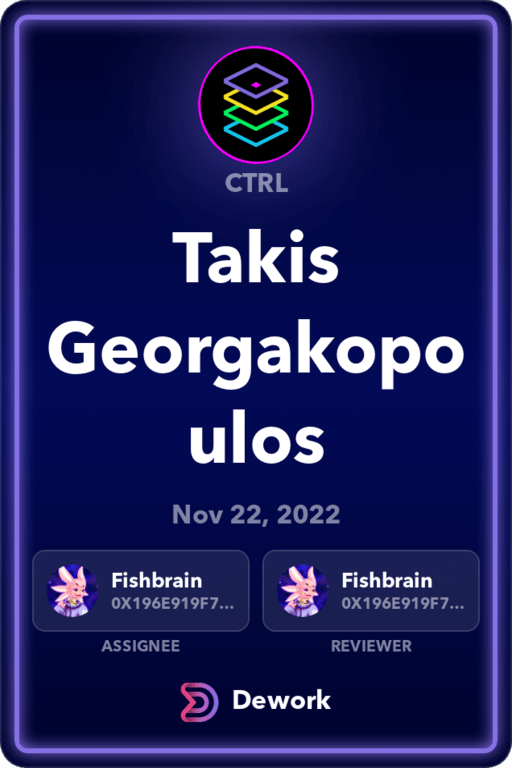 CTRL
Takis
Georgakopo
ulos
Nov 22, 2022
Fishbrain
0X196E919F7...
ASSIGNEE
Fishbrain
0X196E919F7...
REVIEWER
Dework